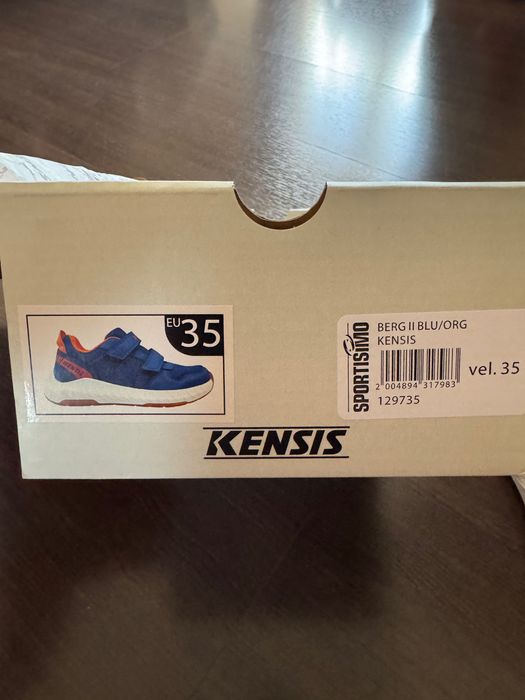 EU 35
SPORTISIMO
BERG II BLU/ORG
KENSIS
2 004894 317983
vel. 35
129735
KENSIS